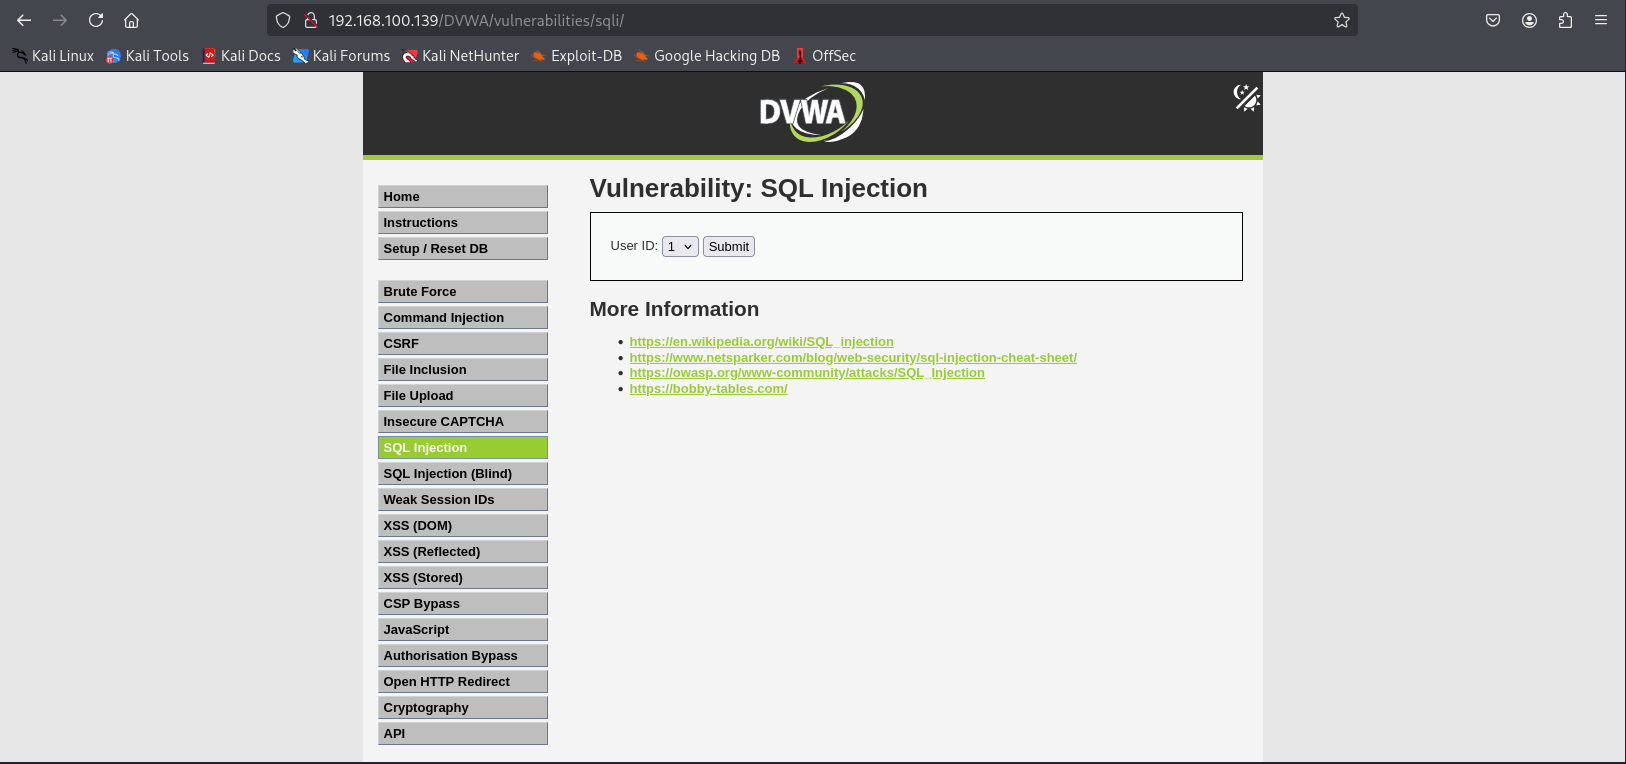 192.168.100.139/DVWA/vulnerabilities/sqli/
Kali Linux Kali Tools Kali Docs Kali Forums Kali NetHunter Exploit-DB Google Hacking DB OffSec
DVWA
Home
Instructions
Setup / Reset DB
Brute Force
Command Injection
CSRF
File Inclusion
File Upload
Insecure CAPTCHA
SQL Injection
SQL Injection (Blind)
Weak Session IDs
XSS (DOM)
XSS (Reflected)
XSS (Stored)
CSP Bypass
JavaScript
Authorisation Bypass
Open HTTP Redirect
Cryptography
API
Vulnerability: SQL Injection
User ID: 1 Submit
More Information
https://en.wikipedia.org/wiki/SQL_injection
https://www.netsparker.com/blog/web-security/sql-injection-cheat-sheet/
https://owasp.org/www-community/attacks/SQL_Injection
https://bobby-tables.com/